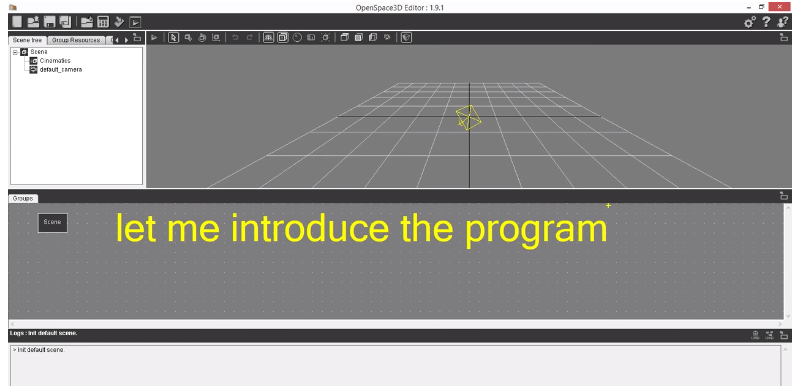 OpenSpace3D Editor : 1.9.1
Scene tree
Group Resources
Scene
Cinematics
default_camera
Groups
Scene
let me introduce the program
Logs : Init default scene.
> Init default scene.